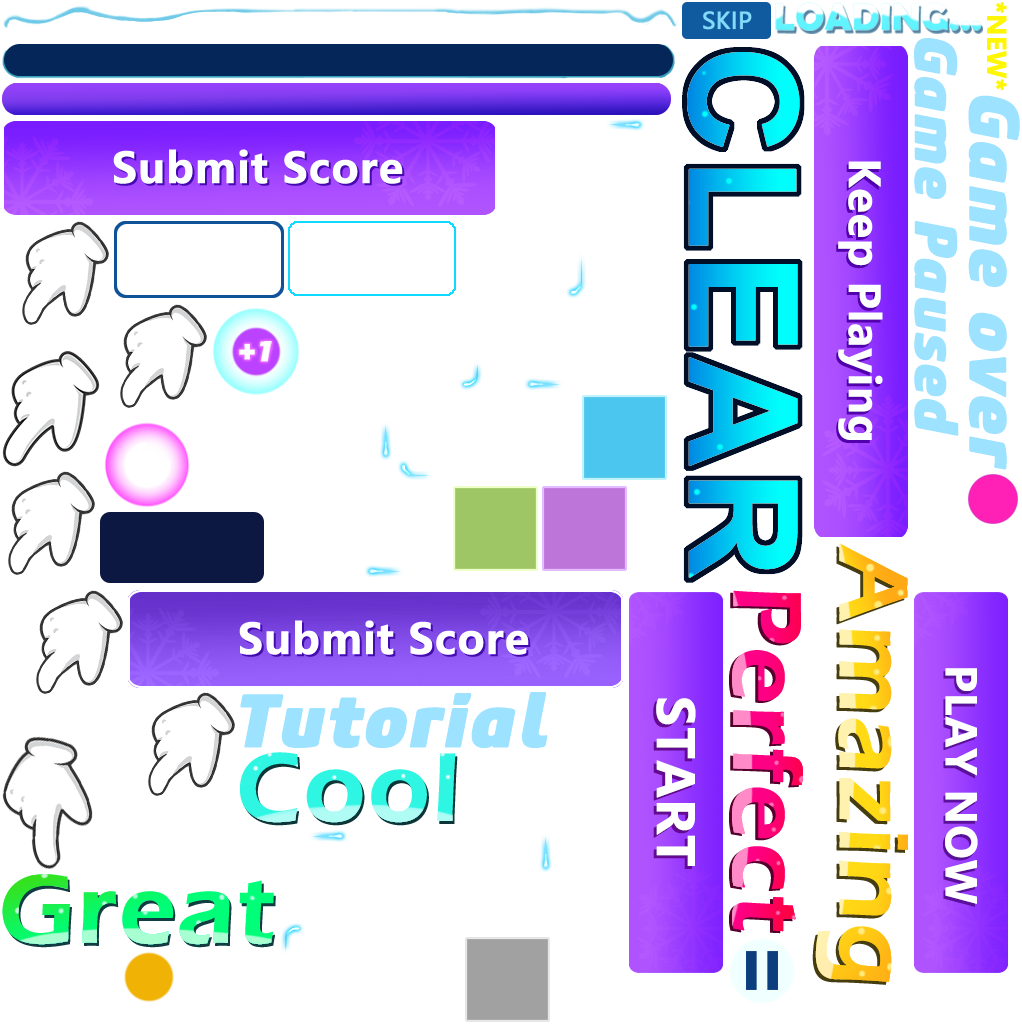 SKIP
LOADING...
*NEW*
Submit Score
CLEAR
Keep Playing
Game Paused
Game over
+1
Submit Score
Tutorial
Cool
START
Perfect
Amazing
PLAY NOW
Great